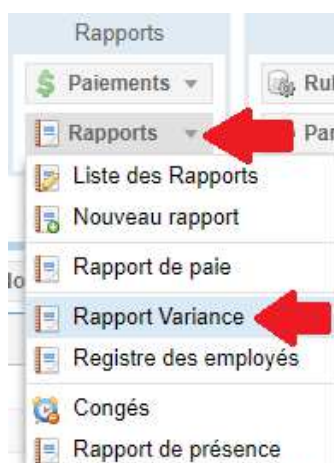 Rapports
Paiements
Rapports
Liste des Rapports
Nouveau rapport
Rapport de paie
Rapport Variance
Registre des employés
Congés
Rapport de présence